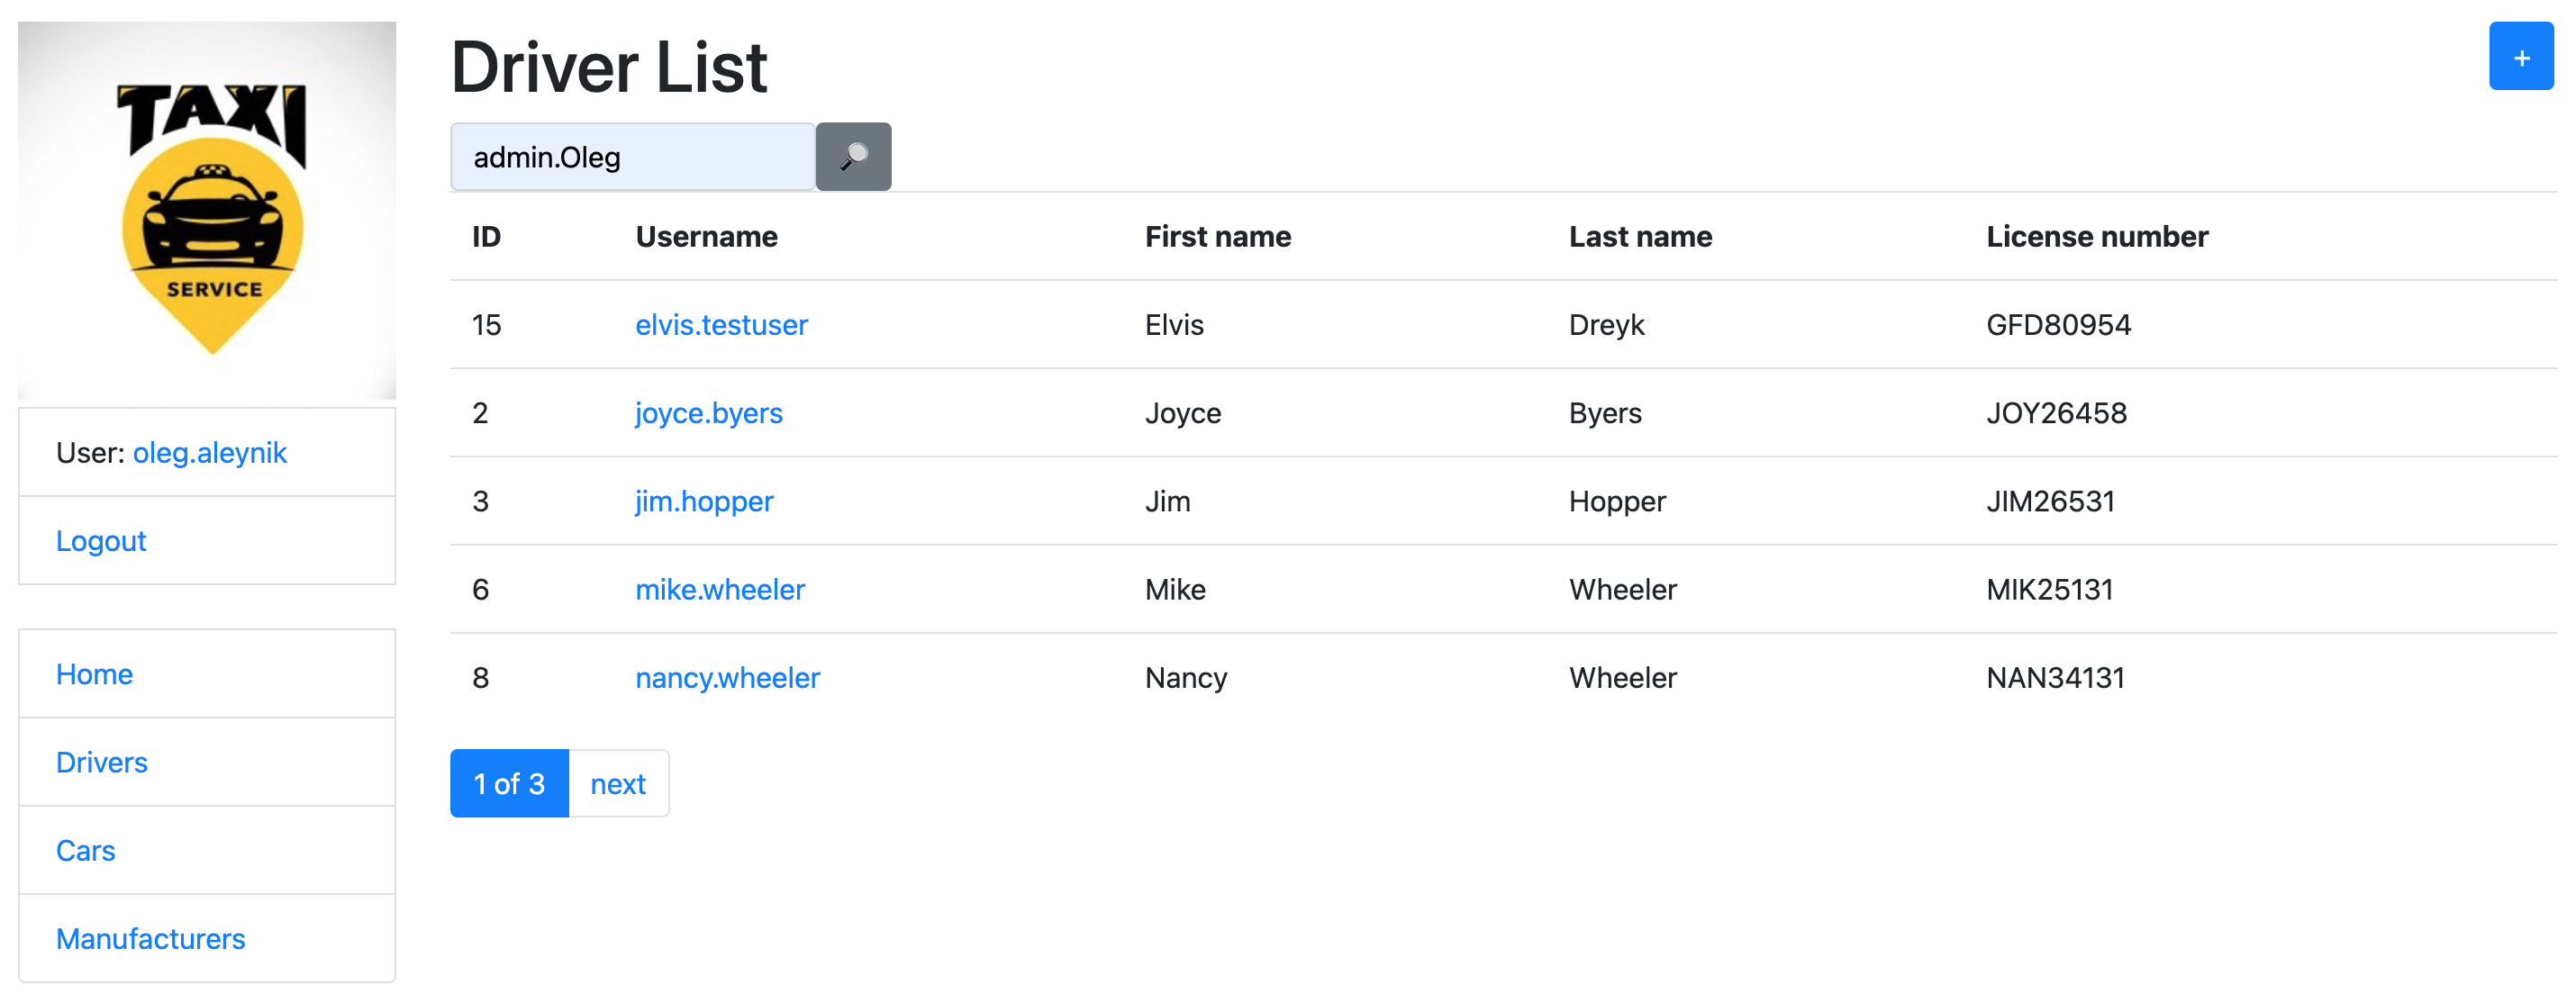 TAXI
SERVICE
User: oleg.aleynik
Logout
Home
Drivers
Cars
Manufacturers
Driver List
+
admin.Oleg
ID Username First name Last name License number
15 elvis.testuser Elvis Dreyk GFD80954
2 joyce.byers Joyce Byers JOY26458
3 jim.hopper Jim Hopper JIM26531
6 mike.wheeler Mike Wheeler MIK25131
8 nancy.wheeler Nancy Wheeler NAN34131
1 of 3 next